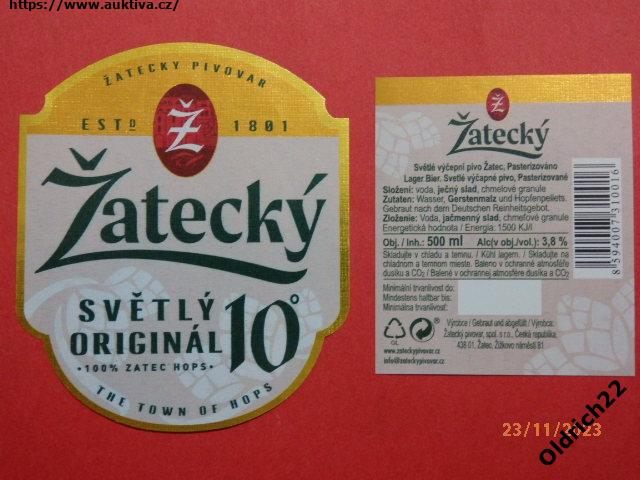 https://www.auktiva.cz/
ŽATECKÝ PIVOVAR
ESTD 1801
Ž
Žatecký
SVĚTLÝ
ORIGINÁL 10°
• 100% ZATEC HOPS •
THE TOWN OF HOPS
Ž
Žatecký
Světlé výčepní pivo Žatec, Pasterizováno
Lager Bier. Svetlé výčapné pivo, Pasterizované
Složení: voda, ječný slad, chmelové granule
Zutaten: Wasser, Gerstenmalz und Hopfenpellets.
Gebraut nach dem Deutschen Reinheitsgebot.
Zloženie: Voda, jačmenný slad, chmeľové granule
Energetická hodnota / Energia: 1500 KJ/l
Obj. / Inh.: 500 ml Alc(v obj./vol.): 3,8 %
Skladujte v chladu a temnu. / Kühl lagern. / Skladujte na
chladnom a temnom mieste. Baleno v ochranné atmosféře
dusíku a CO2 / Balené v ochrannej atmosfére dusíka a CO2
Minimální trvanlivost do:
Mindestens haltbar bis:
Minimálna trvanlivosť:
GL
Výrobce / Gebraut und abgefüllt / Výrobca:
Žatecký pivovar, spol. s r.o., Česká republika,
438 01, Žatec, Žižkovo náměstí 81
www.zateckypivovar.cz
info@zateckypivovar.cz
8 594007 310016
23/11/2023
Oldrich22